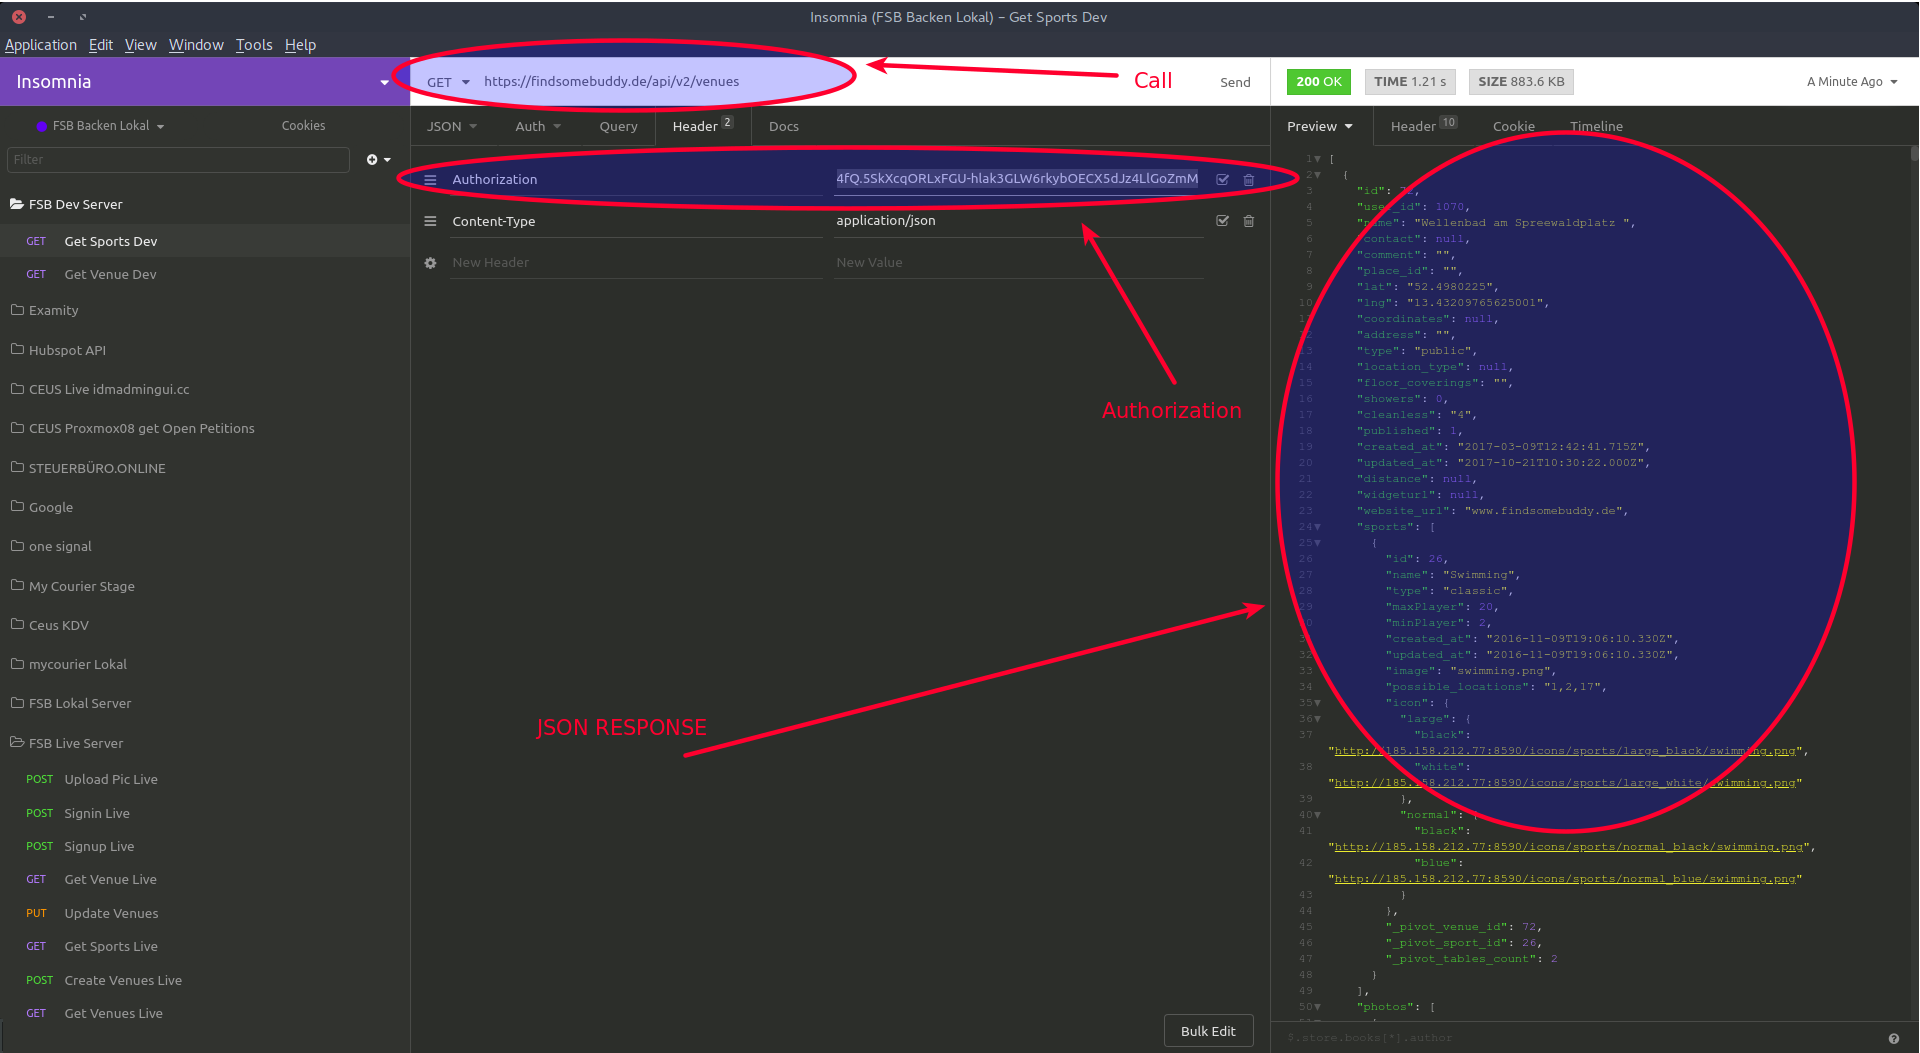 Insomnia (FSB Backen Lokal) – Get Sports Dev
Application Edit View Window Tools Help
Insomnia
GET https://findsomebuddy.de/api/v2/venues
Send
Call
200 OK TIME 1.21 s SIZE 883.6 KB
A Minute Ago
FSB Backen Lokal
Cookies
Filter
FSB Dev Server
GET Get Sports Dev
GET Get Venue Dev
Examity
Hubspot API
CEUS Live idmadmingui.cc
CEUS Proxmox08 get Open Petitions
STEUERBÜRO.ONLINE
Google
one signal
My Courier Stage
Ceus KDV
mycourier Lokal
FSB Lokal Server
FSB Live Server
POST Upload Pic Live
POST Signin Live
POST Signup Live
GET Get Venue Live
PUT Update Venues
GET Get Sports Live
POST Create Venues Live
GET Get Venues Live
JSON Auth Query Header 2 Docs
Authorization 4fQ.5SkXcqORLxFGU-hlak3GLW6rkybOECX5dJz4LlGoZmM
Content-Type application/json
New Header New Value
Authorization
JSON RESPONSE
Bulk Edit
Preview Header 10 Cookie Timeline
1 [
2 {
3 "id": 72,
4 "user_id": 1070,
5 "name": "Wellenbad am Spreewaldplatz ",
6 "contact": null,
7 "comment": "",
8 "place_id": "",
9 "lat": "52.4980225",
10 "lng": "13.43209765625001",
11 "coordinates": null,
12 "address": "",
13 "type": "public",
14 "location_type": null,
15 "floor_coverings": "",
16 "showers": 0,
17 "cleanless": "4",
18 "published": 1,
19 "created_at": "2017-03-09T12:42:41.715Z",
20 "updated_at": "2017-10-21T10:30:22.000Z",
21 "distance": null,
22 "widgeturl": null,
23 "website_url": "www.findsomebuddy.de",
24 "sports": [
25 {
26 "id": 26,
27 "name": "Swimming",
28 "type": "classic",
29 "maxPlayer": 20,
30 "minPlayer": 2,
31 "created_at": "2016-11-09T19:06:10.330Z",
32 "updated_at": "2016-11-09T19:06:10.330Z",
33 "image": "swimming.png",
34 "possible_locations": "1,2,17",
35 "icon": {
36 "large": {
37 "black":
"http://185.158.212.77:8590/icons/sports/large_black/swimming.png",
38 "white":
"http://185.158.212.77:8590/icons/sports/large_white/swimming.png"
39 },
40 "normal": {
41 "black":
"http://185.158.212.77:8590/icons/sports/normal_black/swimming.png",
42 "blue":
"http://185.158.212.77:8590/icons/sports/normal_blue/swimming.png"
43 }
44 },
45 "_pivot_venue_id": 72,
46 "_pivot_sport_id": 26,
47 "_pivot_tables_count": 2
48 }
49 ],
50 "photos": [
$.store.books[*].author